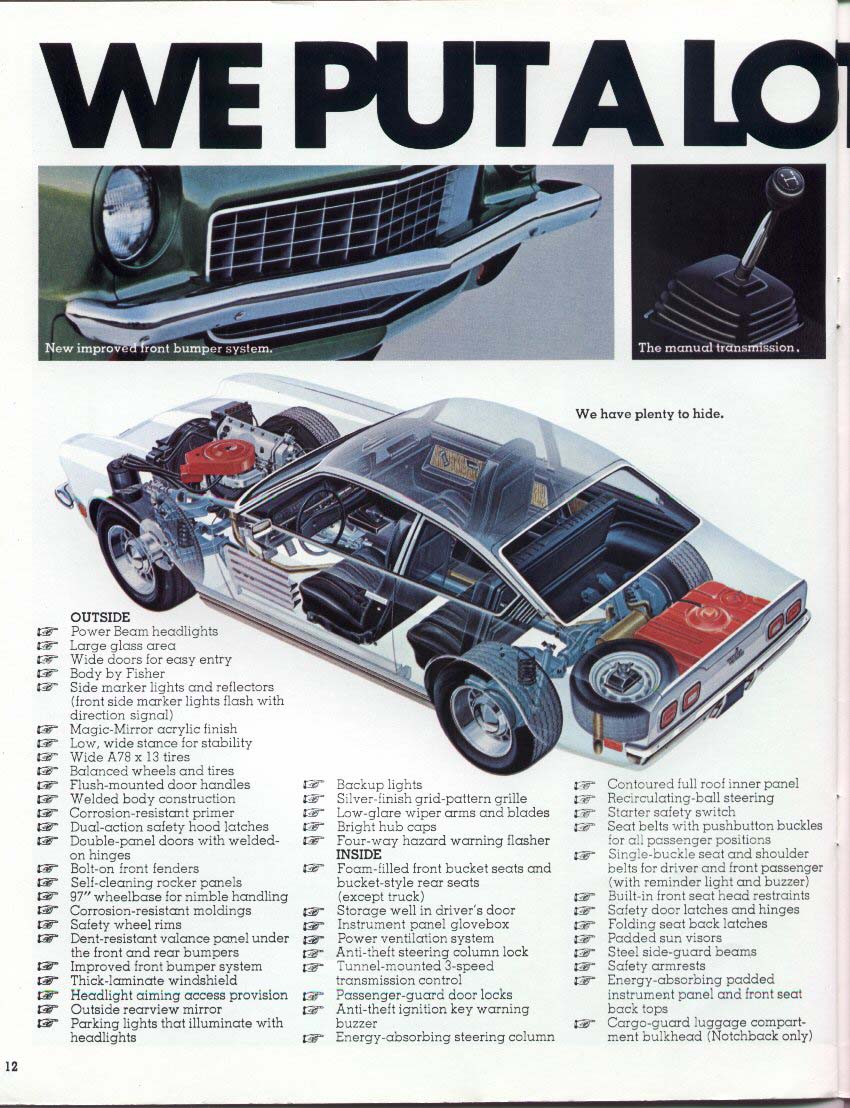 WE PUT A LOT
New improved front bumper system.
The manual transmission.
We have plenty to hide.
OUTSIDE
Power Beam headlights
Large glass area
Wide doors for easy entry
Body by Fisher
Side marker lights and reflectors
(front side marker lights flash with
direction signal)
Magic-Mirror acrylic finish
Low, wide stance for stability
Wide A78 x 13 tires
Balanced wheels and tires
Flush-mounted door handles
Welded body construction
Corrosion-resistant primer
Dual-action safety hood latches
Double-panel doors with welded-
on hinges
Bolt-on front fenders
Self-cleaning rocker panels
97" wheelbase for nimble handling
Corrosion-resistant moldings
Safety wheel rims
Dent-resistant valance panel under
the front and rear bumpers
Improved front bumper system
Thick-laminate windshield
Headlight aiming access provision
Outside rearview mirror
Parking lights that illuminate with
headlights
Backup lights
Silver-finish grid-pattern grille
Low-glare wiper arms and blades
Bright hub caps
Four-way hazard warning flasher
INSIDE
Foam-filled front bucket seats and
bucket-style rear seats
(except truck)
Storage well in driver's door
Instrument panel glovebox
Power ventilation system
Anti-theft steering column lock
Tunnel-mounted 3-speed
transmission control
Passenger-guard door locks
Anti-theft ignition key warning
buzzer
Energy-absorbing steering column
Contoured full roof inner panel
Recirculating-ball steering
Starter safety switch
Seat belts with pushbutton buckles
for all passenger positions
Single-buckle seat and shoulder
belts for driver and front passenger
(with reminder light and buzzer)
Built-in front seat head restraints
Safety door latches and hinges
Folding seat back latches
Padded sun visors
Steel side-guard beams
Safety armrests
Energy-absorbing padded
instrument panel and front seat
back tops
Cargo-guard luggage compart-
ment bulkhead (Notchback only)
12